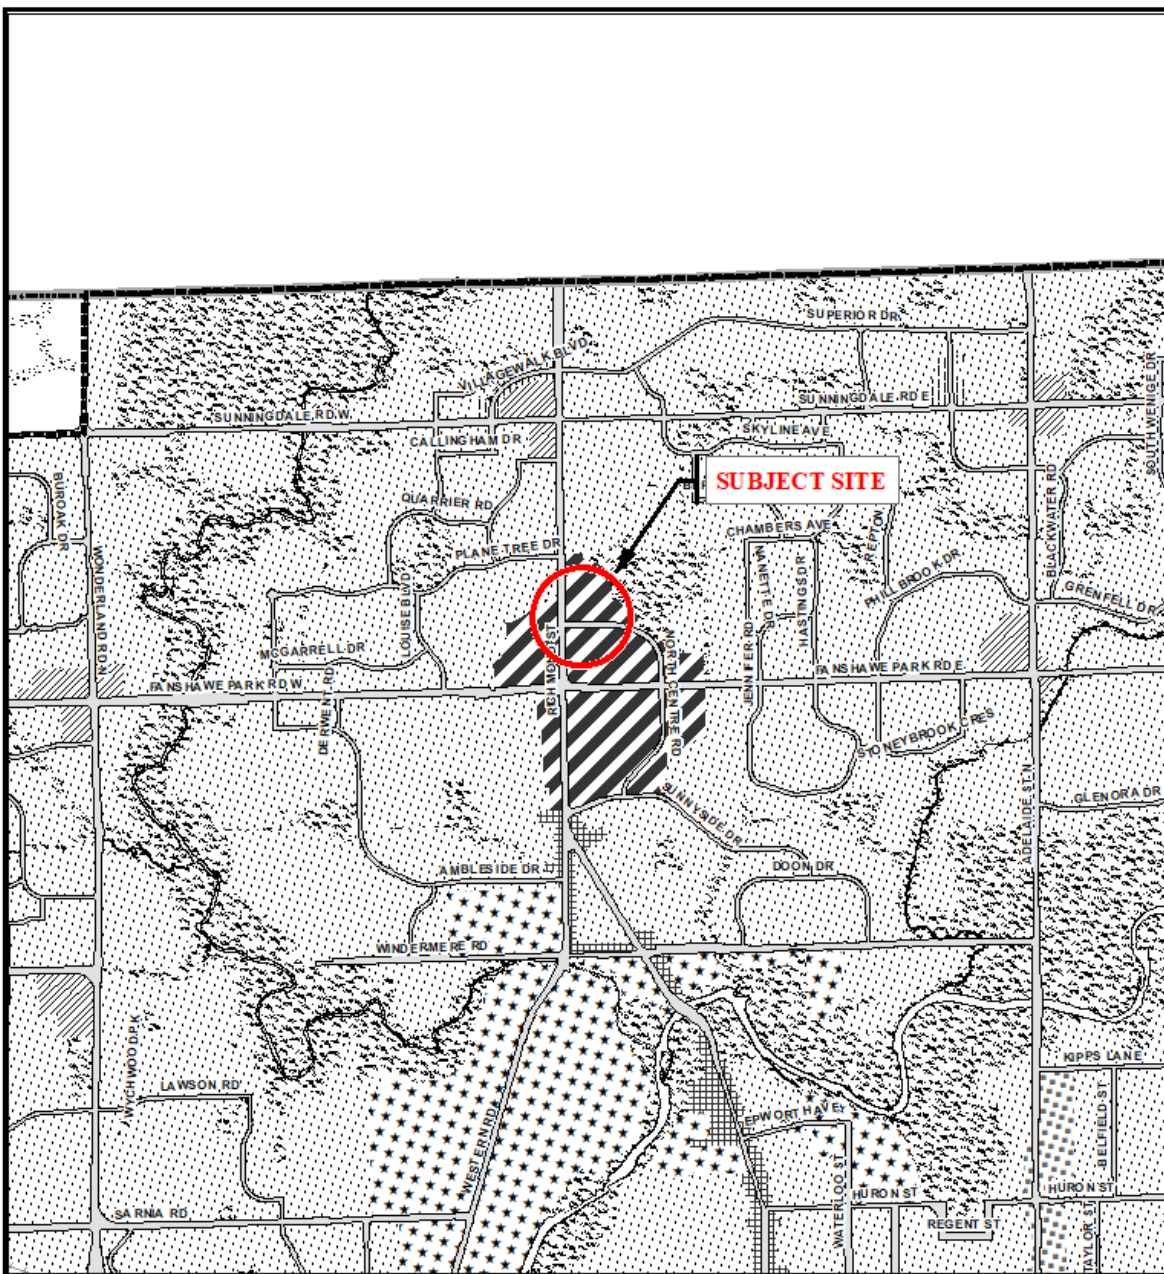 SUPERIOR DR
VILLAGEWALK BLVD
SUNNINGDALE RD E
SUNNINGDALE RD W
SOUTH WENIGE DR
CALLINGHAM DR
SKYLINE AVE
SUBJECT SITE
BUROAK DR
QUARRIER RD
BLACKWATER RD
CHAMBERS AVE
REPTON
PLANE TREE DR
WONDERLAND RD N
NANETTE DR
HASTINGS DR
PHILLBROOK DR
GRENFELL DR
LOUISE BLVD
MCGARRELL DR
RICHMOND ST
NORTH CENTRE RD
JENNIFER RD
FANSHAWE PARK RD E
FANSHAWE PARK RD W
DERWENT RD
STONEYBROOK CRES
SUNNYSIDE DR
ADELAIDE ST N
GLENORA DR
AMBLESIDE DR
DOON DR
WINDERMERE RD
WYCHWOOD PK
KIPPS LANE
LAWSON RD
WESTERN RD
EPWORTH AVE
BELFIELD ST
WATERLOO ST
HURON ST
HURON ST
SARNIA RD
REGENT ST
TAYLOR ST